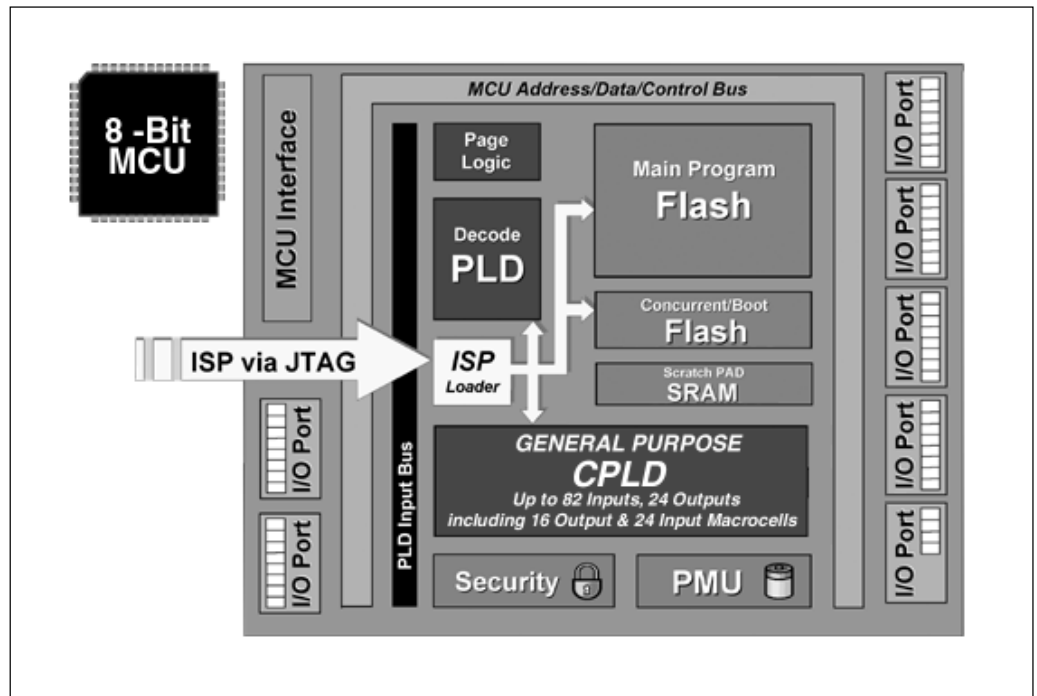 8 -Bit
MCU
MCU Interface
MCU Address/Data/Control Bus
Page
Logic
Main Program
Flash
Decode
PLD
Concurrent/Boot
Flash
ISP via JTAG
ISP
Loader
Scratch PAD
SRAM
PLD Input Bus
GENERAL PURPOSE
CPLD
Up to 82 Inputs, 24 Outputs
including 16 Output & 24 Input Macrocells
Security
PMU
I/O Port
I/O Port
I/O Port
I/O Port
I/O Port
I/O Port
I/O Port